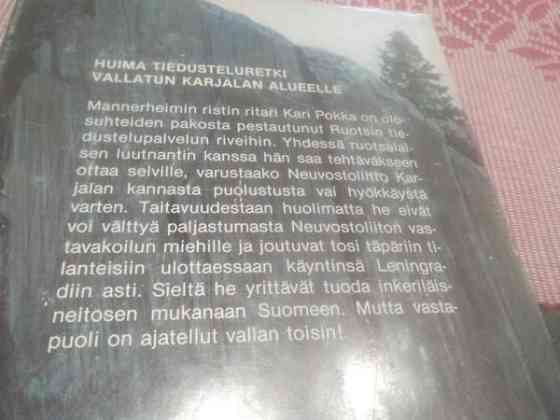 HUIMA TIEDUSTELURETKI
VALLATUN KARJALAN ALUEELLE
Mannerheimin ristin ritari Kari Pokka on olo-
suhteiden pakosta pestautunut Ruotsin tie-
dustelupalvelun riveihin. Yhdessä ruotsalai-
sen luutnantin kanssa hän saa tehtäväkseen
ottaa selville, varustaako Neuvostoliitto Kar-
jalan kannasta puolustusta vai hyökkäystä
varten. Taitavuudestaan huolimatta he eivät
voi välttyä paljastumasta Neuvostoliiton vas-
tavakoilun miehille ja joutuvat tosi täpäriin ti-
lanteisiin ulottaessaan käyntinsä Leningra-
diin asti. Sieltä he yrittävät tuoda inkeriläis-
neitosen mukanaan Suomeen. Mutta vasta-
puoli on ajatellut vallan toisin!